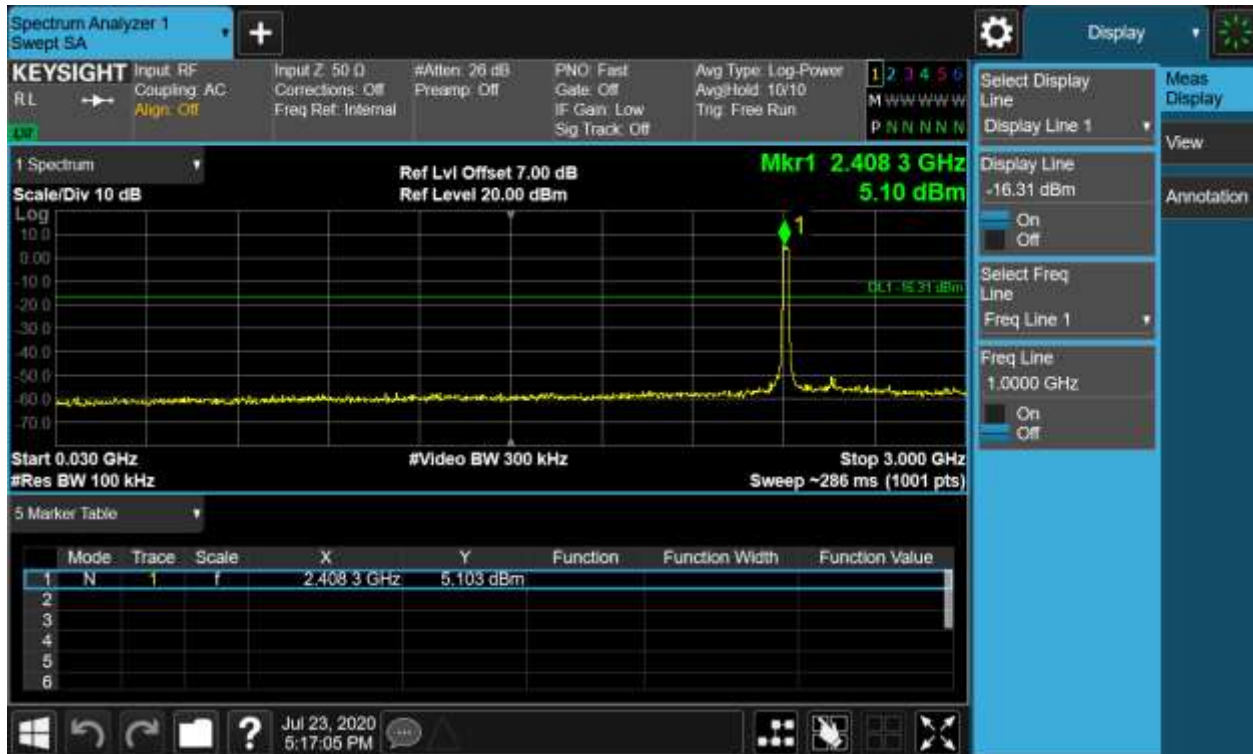 Spectrum Analyzer 1
Swept SA
+
Display
KEYSIGHT
RL
Input: RF
Coupling: AC
Align: Off
Input Z: 50 Ω
Corrections: Off
Freq Ref: Internal
#Atten: 26 dB
Preamp: Off
PNO: Fast
Gate: Off
IF Gain: Low
Sig Track: Off
Avg Type: Log-Power
Avg|Hold: 10/10
Trig: Free Run
1 2 3 4 5 6
M W W W W W
P N N N N N
1 Spectrum
Scale/Div 10 dB
Ref Lvl Offset 7.00 dB
Ref Level 20.00 dBm
Mkr1 2.408 3 GHz
5.10 dBm
Log
10.0
0.00
-10.0
-20.0
-30.0
-40.0
-50.0
-60.0
-70.0
1
DL1 -16.31 dBm
Start 0.030 GHz
#Res BW 100 kHz
#Video BW 300 kHz
Stop 3.000 GHz
Sweep ~286 ms (1001 pts)
5 Marker Table
Mode Trace Scale X Y Function Function Width Function Value
1 N 1 f 2.408 3 GHz 5.103 dBm
2
3
4
5
6
Select Display
Line
Display Line 1
Display Line
-16.31 dBm
On
Off
Select Freq
Line
Freq Line 1
Freq Line
1.0000 GHz
On
Off
Meas
Display
View
Annotation
?
Jul 23, 2020
5:17:05 PM